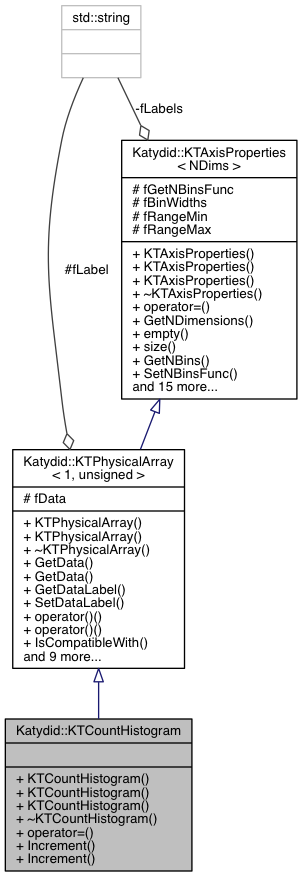 std::string
-fLabels
Katydid::KTAxisProperties
< NDims >
# fGetNBinsFunc
# fBinWidths
# fRangeMin
# fRangeMax
+ KTAxisProperties()
+ KTAxisProperties()
+ KTAxisProperties()
+ ~KTAxisProperties()
+ operator=()
+ GetNDimensions()
+ empty()
+ size()
+ GetNBins()
+ SetNBinsFunc()
and 15 more...
#fLabel
Katydid::KTPhysicalArray
< 1, unsigned >
# fData
+ KTPhysicalArray()
+ KTPhysicalArray()
+ ~KTPhysicalArray()
+ GetData()
+ GetData()
+ GetDataLabel()
+ SetDataLabel()
+ operator()()
+ operator()()
+ IsCompatibleWith()
and 9 more...
Katydid::KTCountHistogram
+ KTCountHistogram()
+ KTCountHistogram()
+ KTCountHistogram()
+ ~KTCountHistogram()
+ operator=()
+ Increment()
+ Increment()